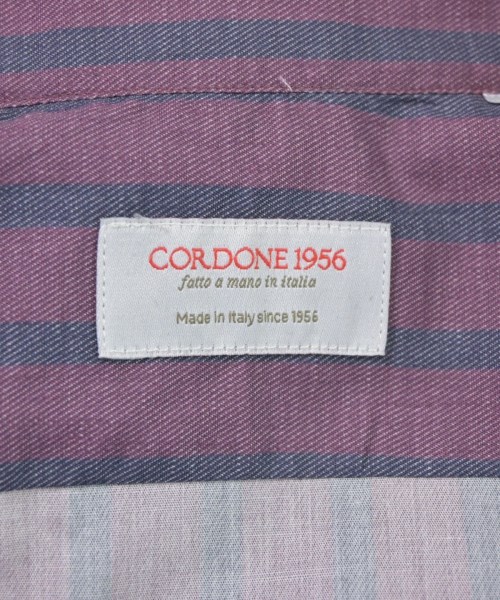 CORDONE 1956
fatto a mano in italia
Made in Italy since 1956